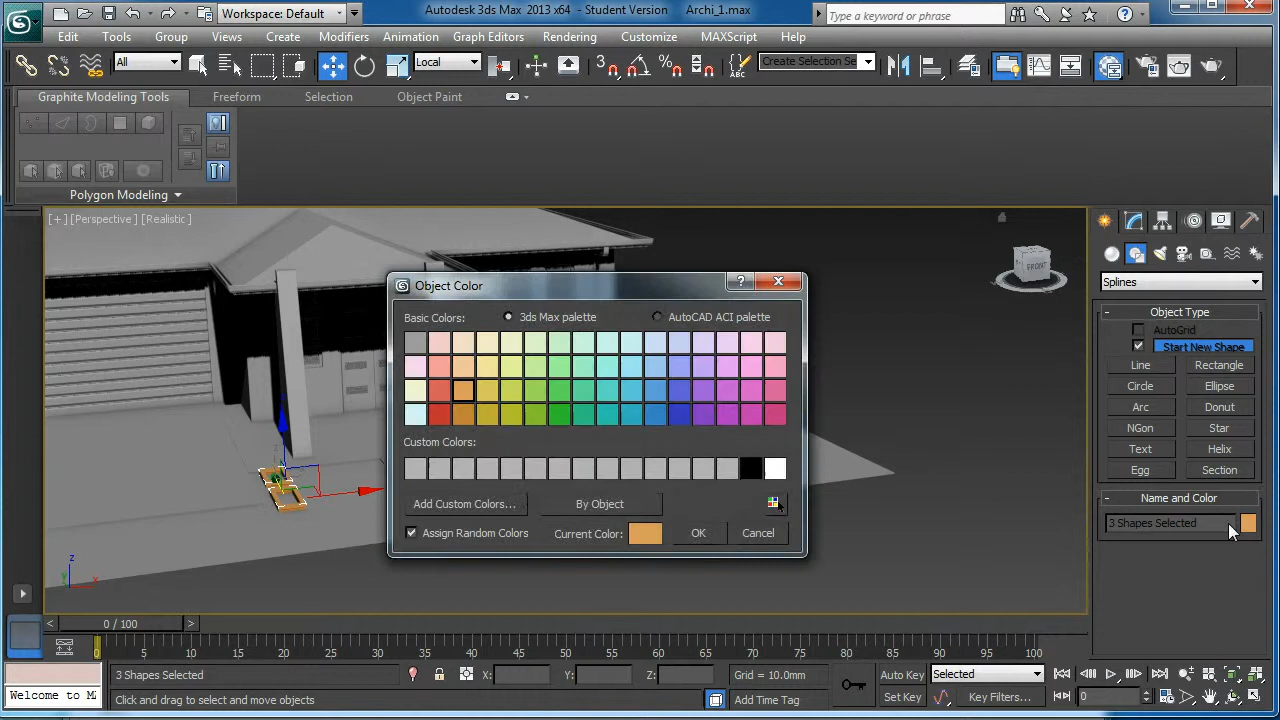 Workspace: Default
Autodesk 3ds Max 2013 x64 - Student Version Archi_1.max
Type a keyword or phrase
Edit Tools Group Views Create Modifiers Animation Graph Editors Rendering Customize MAXScript Help
All
Local
3
ABC
Create Selection Se
Graphite Modeling Tools Freeform Selection Object Paint
Polygon Modeling
[+] [Perspective] [Realistic]
FRONT
Object Color
Basic Colors: 3ds Max palette AutoCAD ACI palette
Custom Colors:
Add Custom Colors... By Object
Assign Random Colors Current Color: OK Cancel
Splines
Object Type
AutoGrid
Start New Shape
Line Rectangle
Circle Ellipse
Arc Donut
NGon Star
Text Helix
Egg Section
Name and Color
3 Shapes Selected
z
x
y
0 / 100
0 5 10 15 20 25 30 35 40 45 50 55 60 65 70 75 80 85 90 95 100
3 Shapes Selected X: Y: Z: Grid = 10.0mm Auto Key Selected
Welcome to MA
Click and drag to select and move objects Add Time Tag Set Key Key Filters... 0